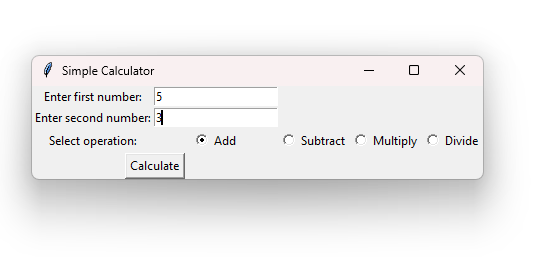 Simple Calculator
Enter first number: 5
Enter second number: 3
Select operation: Add Subtract Multiply Divide
Calculate